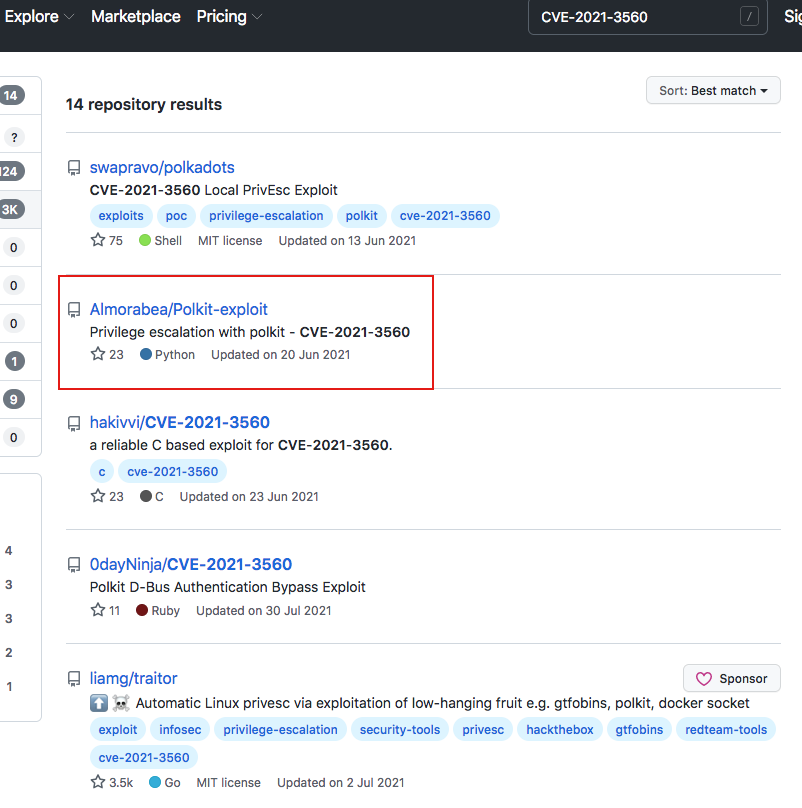 Explore Marketplace Pricing CVE-2021-3560 / Sig
14
?
124
3K
0
0
0
1
9
0
4
3
3
2
1
14 repository results
Sort: Best match
swapravo/polkadots
CVE-2021-3560 Local PrivEsc Exploit
exploits poc privilege-escalation polkit cve-2021-3560
75 Shell MIT license Updated on 13 Jun 2021
Almorabea/Polkit-exploit
Privilege escalation with polkit - CVE-2021-3560
23 Python Updated on 20 Jun 2021
hakivvi/CVE-2021-3560
a reliable C based exploit for CVE-2021-3560.
c cve-2021-3560
23 C Updated on 23 Jun 2021
0dayNinja/CVE-2021-3560
Polkit D-Bus Authentication Bypass Exploit
11 Ruby Updated on 30 Jul 2021
liamg/traitor
Sponsor
Automatic Linux privesc via exploitation of low-hanging fruit e.g. gtfobins, polkit, docker socket
exploit infosec privilege-escalation security-tools privesc hackthebox gtfobins redteam-tools
cve-2021-3560
3.5k Go MIT license Updated on 2 Jul 2021